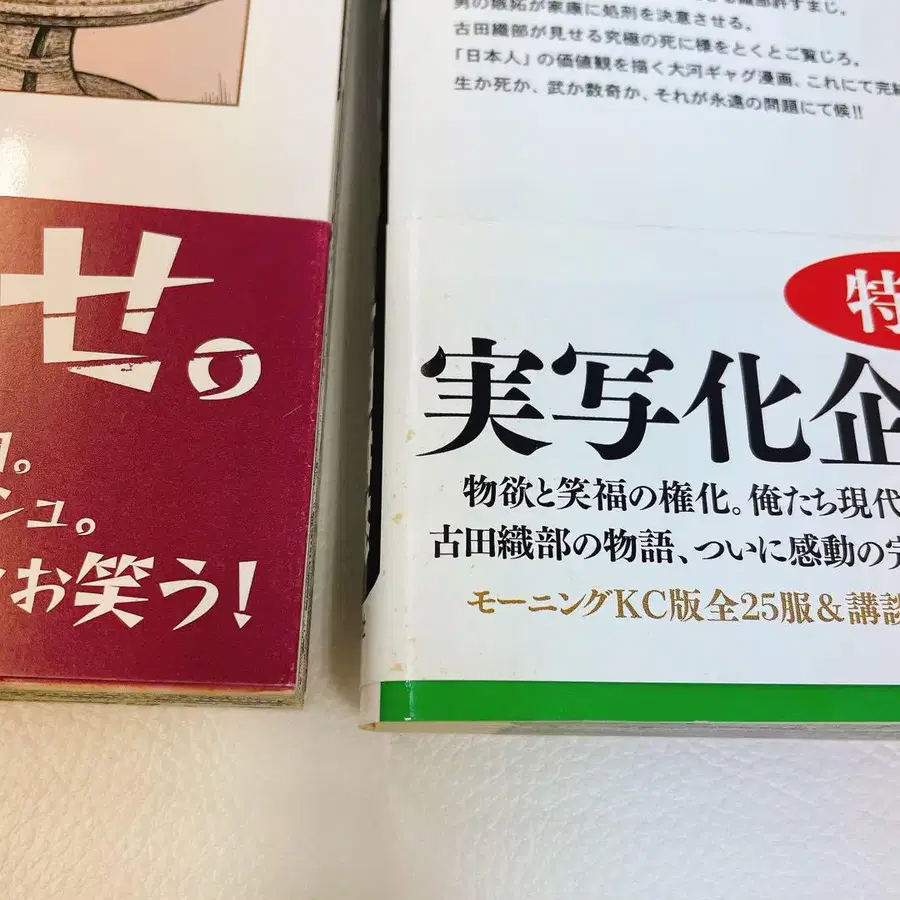 男の嫉妬が家康に処刑を決意させる。
古田織部が見せる究極の死に様をとくとご覧じろ。
「日本人」の価値観を描く大河ギャグ漫画、これにて完結
生か死か、武か数奇か、それが永遠の問題にて候!!
せ。
ンユ。
お笑う!
特
実写化企
物欲と笑福の権化。俺たち現代
古田織部の物語、ついに感動の完
モーニングKC版全25服&講談